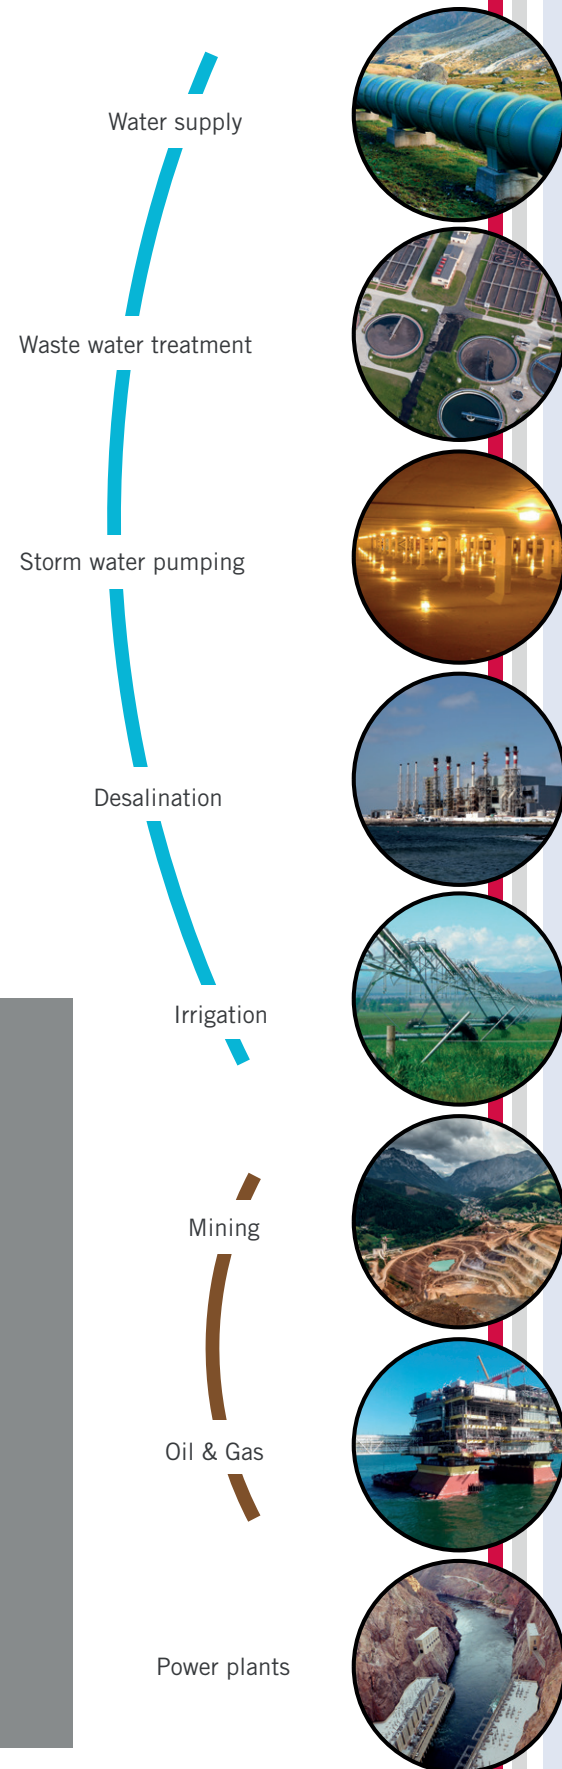 Water supply
Waste water treatment
Storm water pumping
Desalination
Irrigation
Mining
Oil & Gas
Power plants